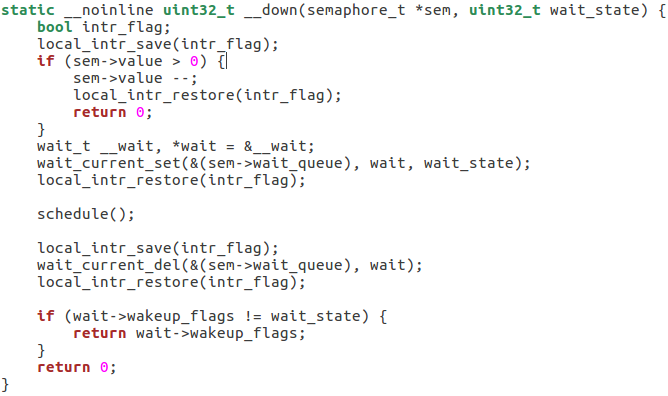 static __noinline uint32_t __down(semaphore_t *sem, uint32_t wait_state) {
    bool intr_flag;
    local_intr_save(intr_flag);
    if (sem->value > 0) {
        sem->value --;
        local_intr_restore(intr_flag);
        return 0;
    }
    wait_t __wait, *wait = &__wait;
    wait_current_set(&(sem->wait_queue), wait, wait_state);
    local_intr_restore(intr_flag);

    schedule();

    local_intr_save(intr_flag);
    wait_current_del(&(sem->wait_queue), wait);
    local_intr_restore(intr_flag);

    if (wait->wakeup_flags != wait_state) {
        return wait->wakeup_flags;
    }
    return 0;
}